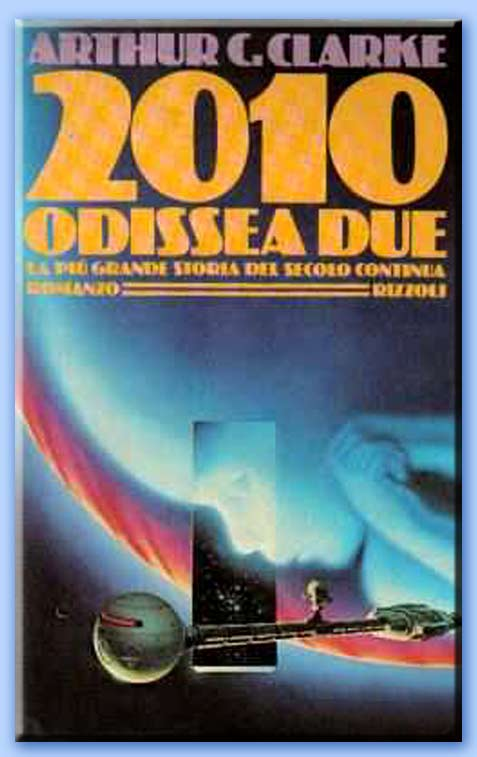 ARTHUR C. CLARKE
2010
ODISSEA DUE
LA PIÙ GRANDE STORIA DEL SECOLO CONTINUA
ROMANZO RIZZOLI